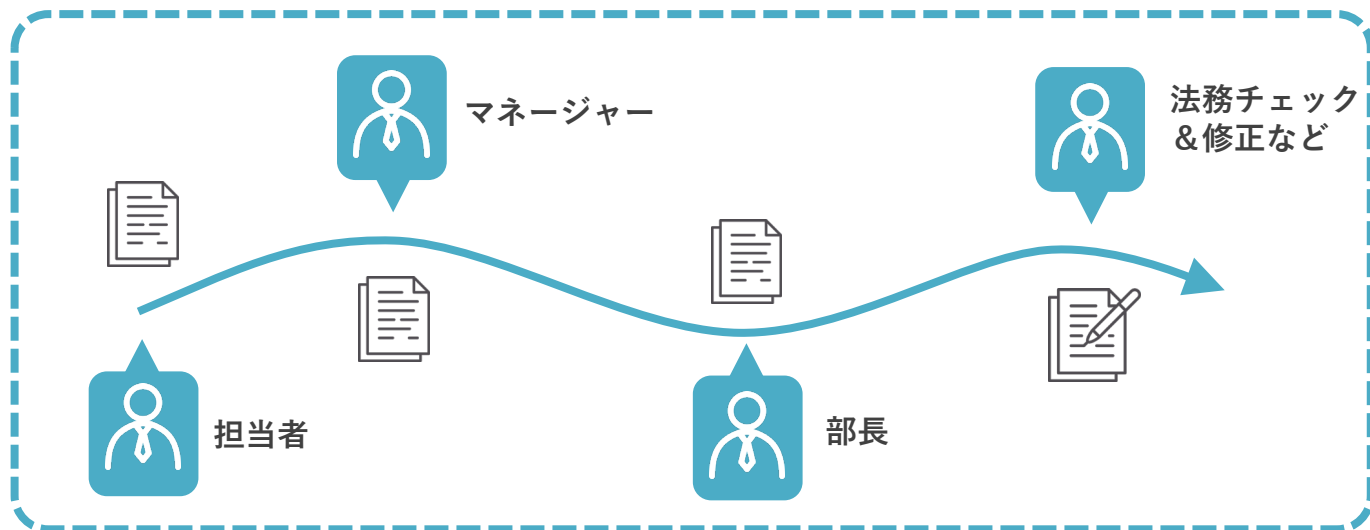 マネージャー
法務チェック
＆修正など
担当者
部長